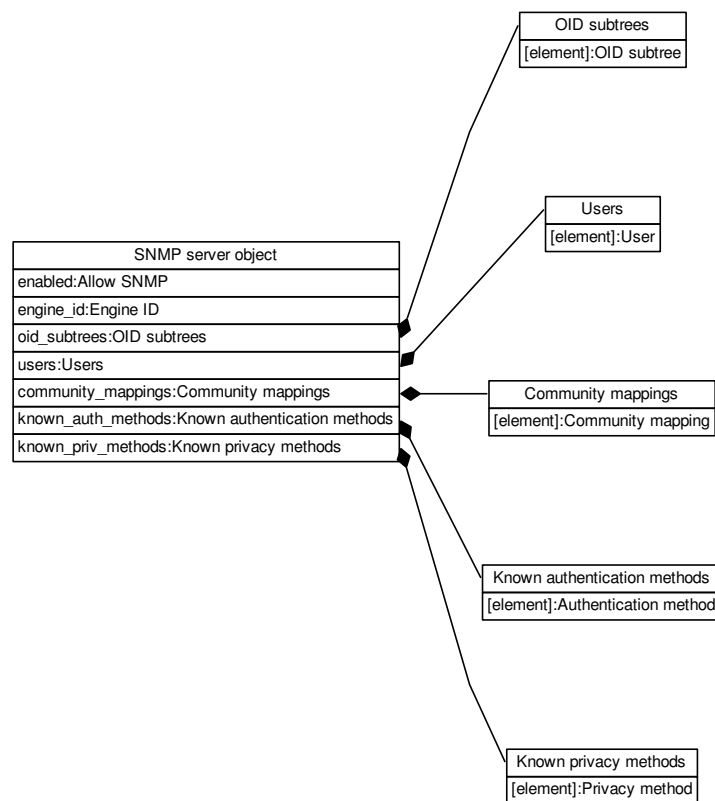 OID subtrees
[element]:OID subtree
Users
[element]:User
SNMP server object
enabled:Allow SNMP
engine_id:Engine ID
oid_subtrees:OID subtrees
users:Users
community_mappings:Community mappings
known_auth_methods:Known authentication methods
known_priv_methods:Known privacy methods
Community mappings
[element]:Community mapping
Known authentication methods
[element]:Authentication method
Known privacy methods
[element]:Privacy method